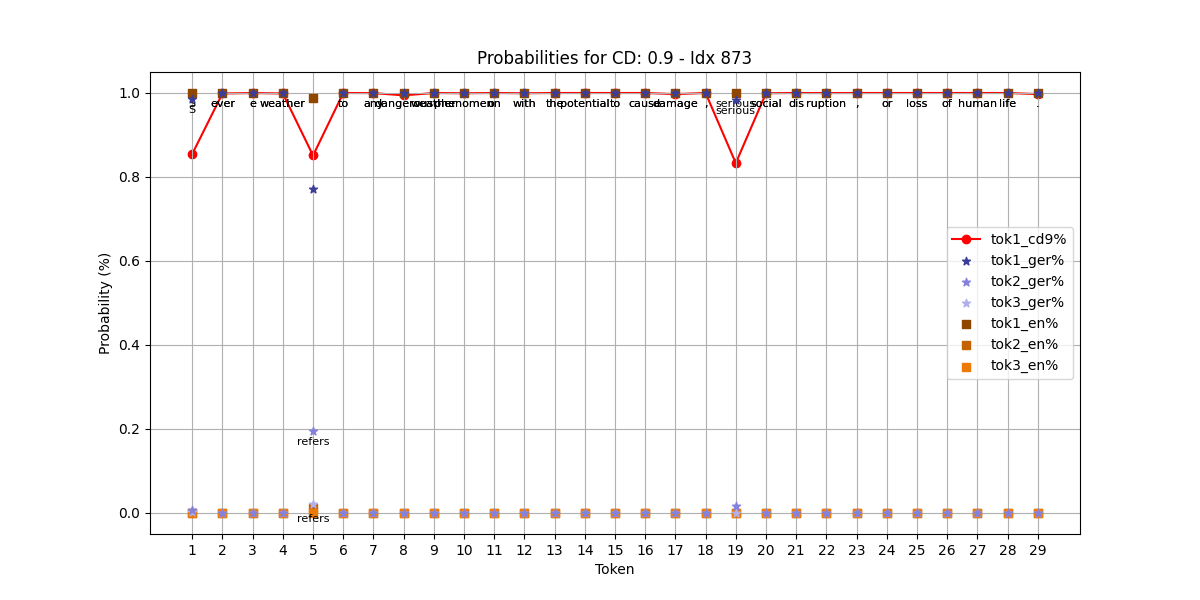 Probabilities for CD: 0.9 - Idx 873
Probability (%)
1.0
0.8
0.6
0.4
0.2
0.0
S ever e weather to any with the potential to cause damage , serious social dis ruption , or loss of human life .
serious
refers
refers
tok1_cd9%
tok1_ger%
tok2_ger%
tok3_ger%
tok1_en%
tok2_en%
tok3_en%
1 2 3 4 5 6 7 8 9 10 11 12 13 14 15 16 17 18 19 20 21 22 23 24 25 26 27 28 29
Token